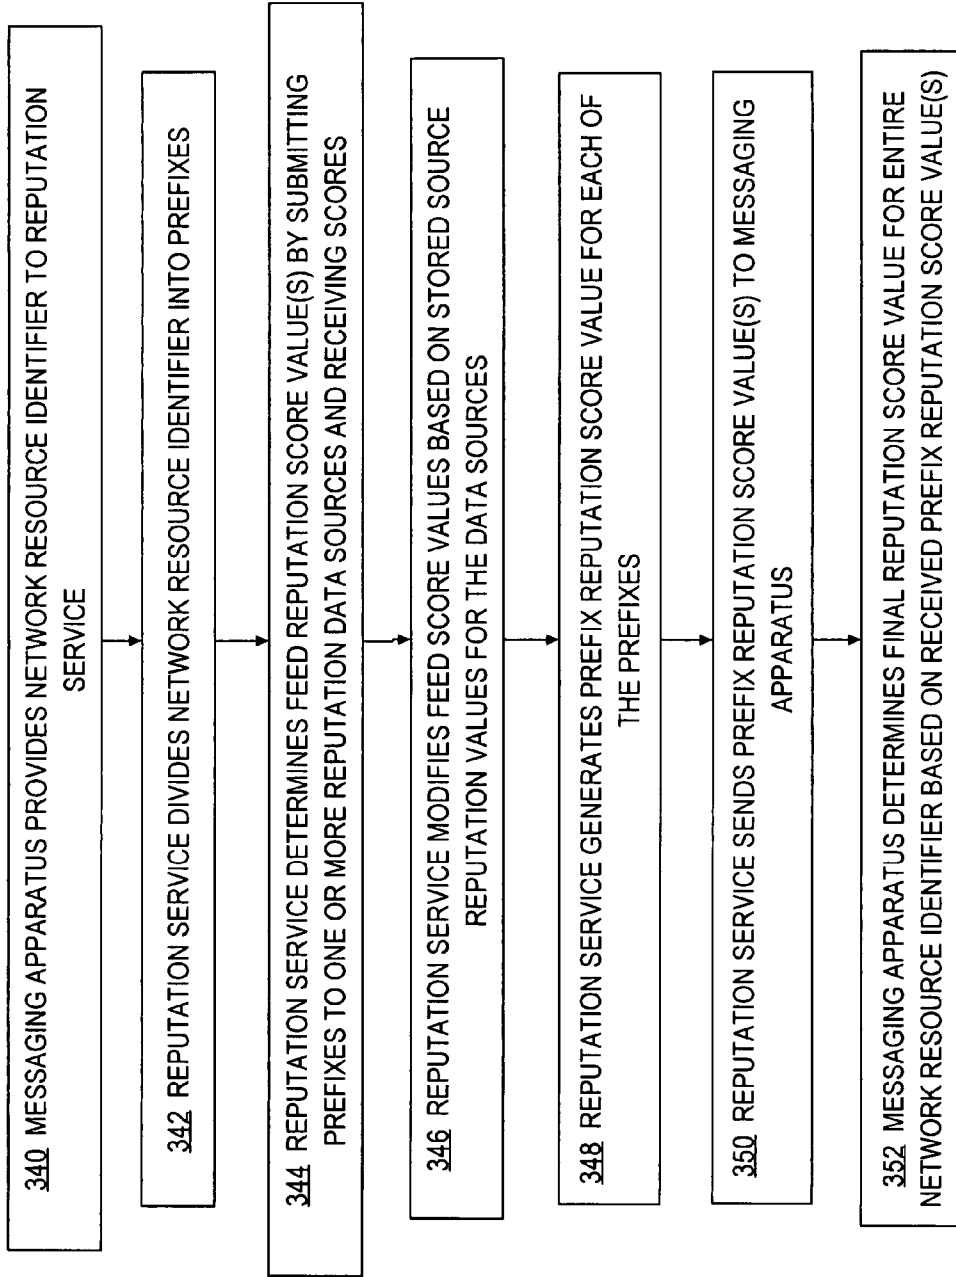 340 MESSAGING APPARATUS PROVIDES NETWORK RESOURCE IDENTIFIER TO REPUTATION
SERVICE
342 REPUTATION SERVICE DIVIDES NETWORK RESOURCE IDENTIFIER INTO PREFIXES
344 REPUTATION SERVICE DETERMINES FEED REPUTATION SCORE VALUE(S) BY SUBMITTING
PREFIXES TO ONE OR MORE REPUTATION DATA SOURCES AND RECEIVING SCORES
346 REPUTATION SERVICE MODIFIES FEED SCORE VALUES BASED ON STORED SOURCE
REPUTATION VALUES FOR THE DATA SOURCES
348 REPUTATION SERVICE GENERATES PREFIX REPUTATION SCORE VALUE FOR EACH OF
THE PREFIXES
350 REPUTATION SERVICE SENDS PREFIX REPUTATION SCORE VALUE(S) TO MESSAGING
APPARATUS
352 MESSAGING APPARATUS DETERMINES FINAL REPUTATION SCORE VALUE FOR ENTIRE
NETWORK RESOURCE IDENTIFIER BASED ON RECEIVED PREFIX REPUTATION SCORE VALUE(S)